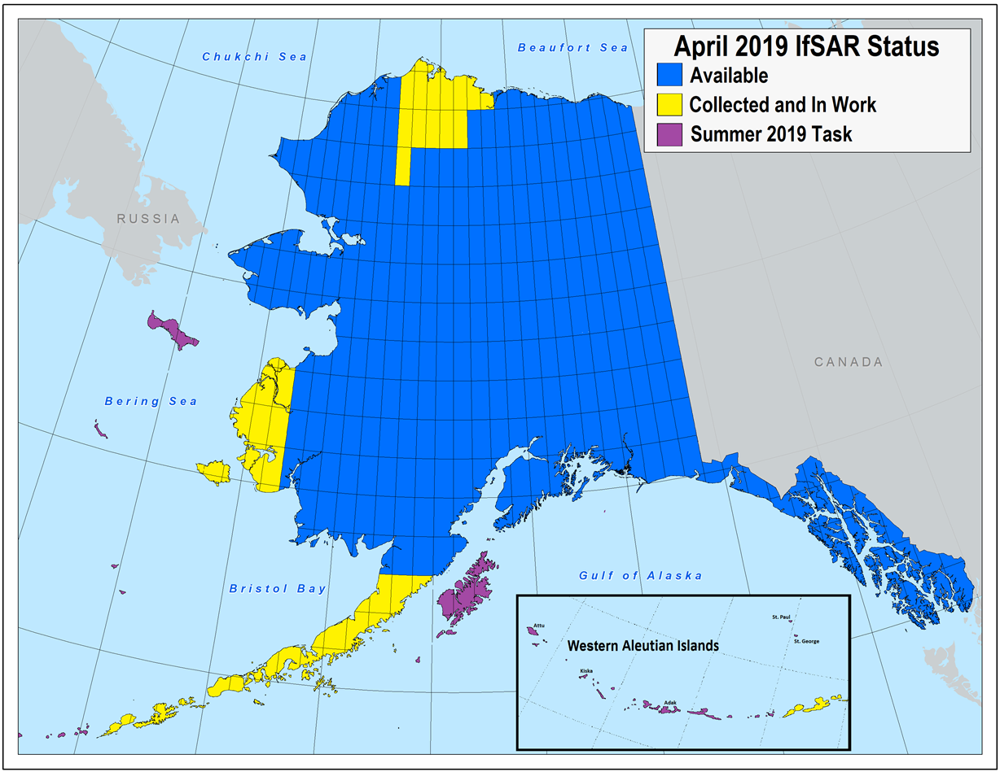 Chukchi Sea
Beaufort Sea
April 2019 IfSAR Status
Available
Collected and In Work
Summer 2019 Task
RUSSIA
CANADA
Bering Sea
Bristol Bay
Gulf of Alaska
Western Aleutian Islands
Attu
St. Paul
St. George
Kiska
Adak